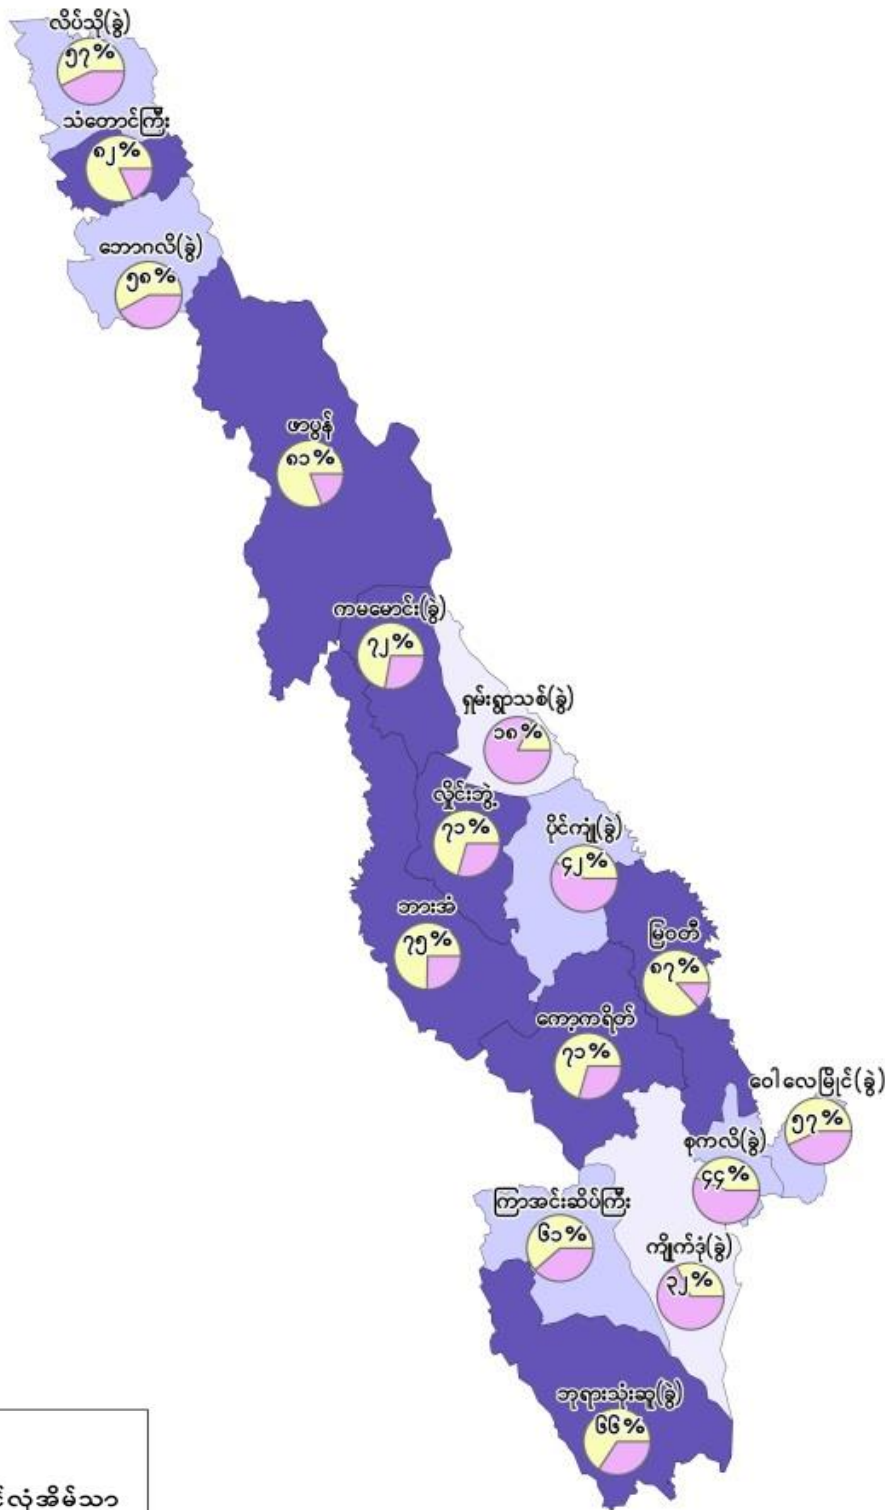 လိပ်သို(ခွဲ)
၅၇%
သံတောင်ကြီး
၈၂%
ဘောဂလိ(ခွဲ)
၅၈%
ဖာပွန်
၈၁%
ကမမောင်း(ခွဲ)
၇၂%
ရှမ်းရွာသစ်(ခွဲ)
၁၈%
လှိုင်းဘွဲ့
၇၁%
ပိုင်ကျုံ(ခွဲ)
၄၂%
ဘားအံ
၇၅%
မြဝတီ
၈၇%
ကော့ကရိတ်
၇၁%
ဝေါလေမြိုင်(ခွဲ)
၅၇%
စုကလိ(ခွဲ)
၄၄%
ကြာအင်းဆိပ်ကြီး
၆၁%
ကျိုက်ဒုံ(ခွဲ)
၃၂%
ဘုရားသုံးဆူ(ခွဲ)
၆၆%